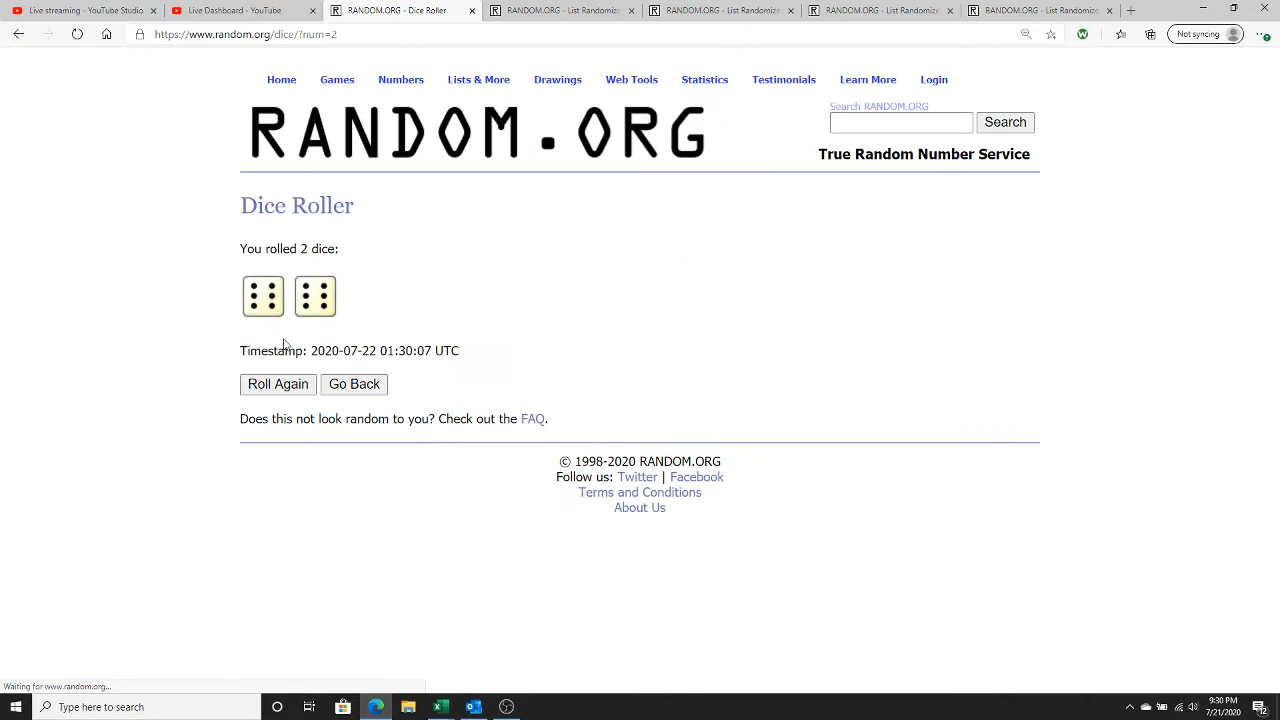 Live streaming - YouTube Studio
Live Dashboard - YouTube
RANDOM.ORG - Dice Roller
RANDOM.ORG - List Randomizer
RANDOM.ORG - List Randomizer
RANDOM.ORG - List Randomizer
RANDOM.ORG - List Randomizer
https://www.random.org/dice/?num=2
Not syncing
Home Games Numbers Lists & More Drawings Web Tools Statistics Testimonials Learn More Login
RANDOM.ORG
Search RANDOM.ORG
Search
True Random Number Service
Dice Roller
You rolled 2 dice:
Timestamp: 2020-07-22 01:30:07 UTC
Roll Again Go Back
Does this not look random to you? Check out the FAQ.
© 1998-2020 RANDOM.ORG
Follow us: Twitter | Facebook
Terms and Conditions
About Us
Waiting for www.random.org...
Type here to search
9:30 PM
7/21/2020